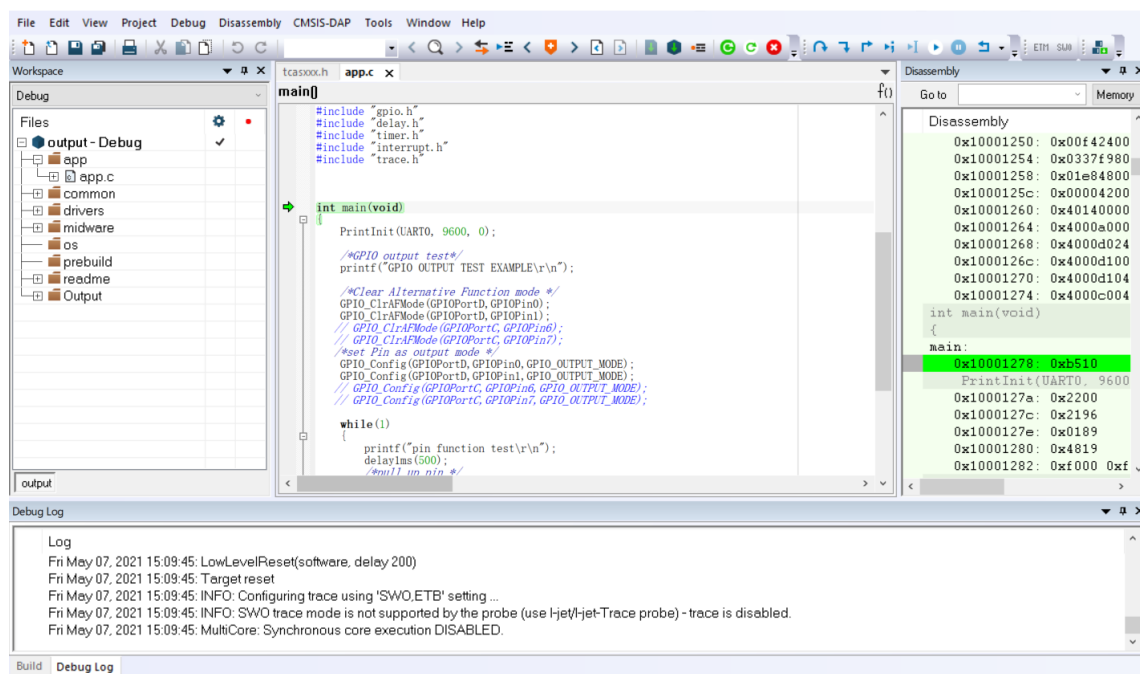 File Edit View Project Debug Disassembly CMSIS-DAP Tools Window Help
ETM SWO
Workspace
Debug
Files
output - Debug
app
app.c
common
drivers
midware
os
prebuild
readme
Output
output
tcasxxx.h app.c
main()
f()
#include "gpio.h"
#include "delay.h"
#include "timer.h"
#include "interrupt.h"
#include "trace.h"
int main(void)
{
PrintInit(UART0, 9600, 0);
/*GPIO output test*/
printf("GPIO OUTPUT TEST EXAMPLE\r\n");
/*Clear Alternative Function mode */
GPIO_ClrAFMode(GPIOPortD,GPIOPin0);
GPIO_ClrAFMode(GPIOPortD,GPIOPin1);
// GPIO_ClrAFMode(GPIOPortC,GPIOPin6);
// GPIO_ClrAFMode(GPIOPortC,GPIOPin7);
/*set Pin as output mode */
GPIO_Config(GPIOPortD,GPIOPin0,GPIO_OUTPUT_MODE);
GPIO_Config(GPIOPortD,GPIOPin1,GPIO_OUTPUT_MODE);
// GPIO_Config(GPIOPortC,GPIOPin6,GPIO_OUTPUT_MODE);
// GPIO_Config(GPIOPortC,GPIOPin7,GPIO_OUTPUT_MODE);
while(1)
{
printf("pin function test\r\n");
delay1ms(500);
/*pull up pin */
Disassembly
Go to Memory
Disassembly
0x10001250: 0x00f42400
0x10001254: 0x0337f980
0x10001258: 0x01e84800
0x1000125c: 0x00004200
0x10001260: 0x40140000
0x10001264: 0x4000a000
0x10001268: 0x4000d024
0x1000126c: 0x4000d100
0x10001270: 0x4000d104
0x10001274: 0x4000c004
int main(void)
{
main:
0x10001278: 0xb510
PrintInit(UART0, 9600
0x1000127a: 0x2200
0x1000127c: 0x2196
0x1000127e: 0x0189
0x10001280: 0x4819
0x10001282: 0xf000 0xf
Debug Log
Log
Fri May 07, 2021 15:09:45: LowLevelReset(software, delay 200)
Fri May 07, 2021 15:09:45: Target reset
Fri May 07, 2021 15:09:45: INFO: Configuring trace using 'SWO,ETB' setting ...
Fri May 07, 2021 15:09:45: INFO: SWO trace mode is not supported by the probe (use I-jet/I-jet-Trace probe) - trace is disabled.
Fri May 07, 2021 15:09:45: MultiCore: Synchronous core execution DISABLED.
Build Debug Log